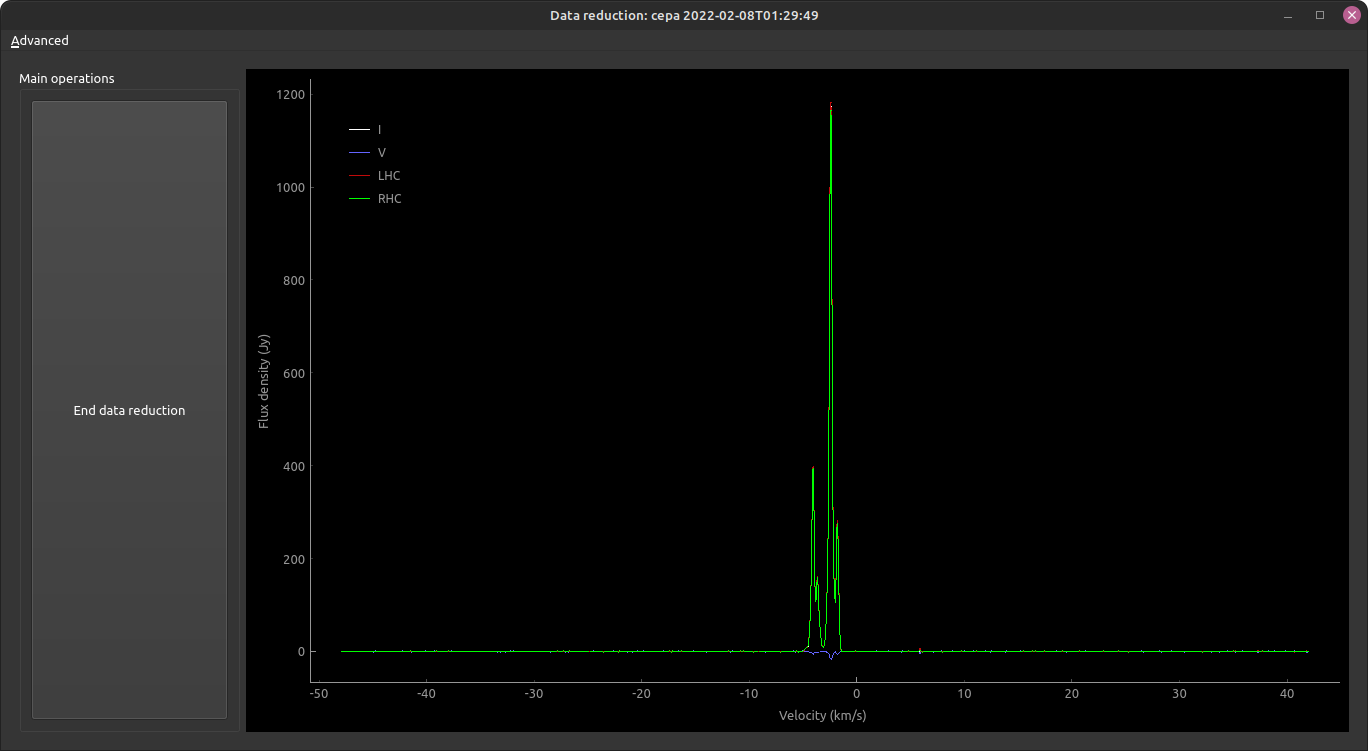 Data reduction: cepa 2022-02-08T01:29:49
Advanced
Main operations
End data reduction
1200
1000
800
600
400
200
0
Flux density (Jy)
I
V
LHC
RHC
-50 -40 -30 -20 -10 0 10 20 30 40
Velocity (km/s)